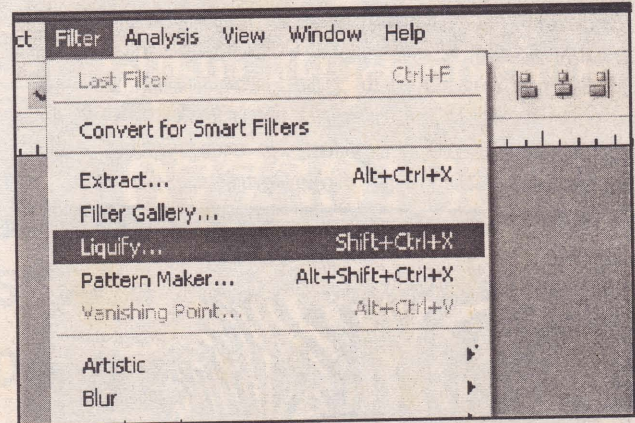 ct Filter Analysis View Window Help
Last Filter Ctrl+F
Convert for Smart Filters
Extract... Alt+Ctrl+X
Filter Gallery...
Liquify... Shift+Ctrl+X
Pattern Maker... Alt+Shift+Ctrl+X
Vanishing Point... Alt+Ctrl+V
Artistic
Blur